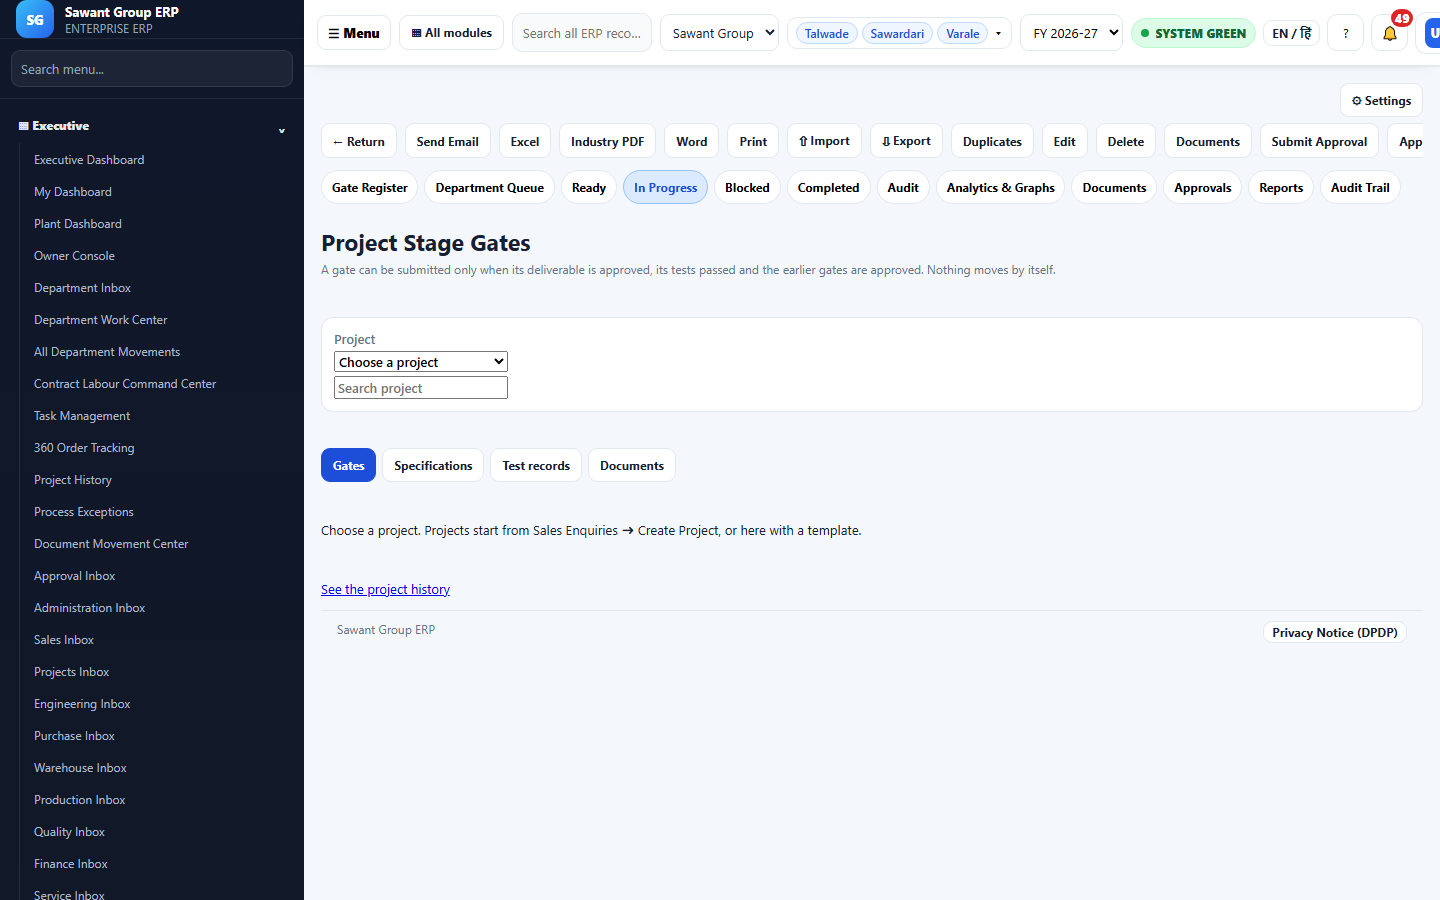 SG Sawant Group ERP
ENTERPRISE ERP
Search menu...
Executive
Executive Dashboard
My Dashboard
Plant Dashboard
Owner Console
Department Inbox
Department Work Center
All Department Movements
Contract Labour Command Center
Task Management
360 Order Tracking
Project History
Process Exceptions
Document Movement Center
Approval Inbox
Administration Inbox
Sales Inbox
Projects Inbox
Engineering Inbox
Purchase Inbox
Warehouse Inbox
Production Inbox
Quality Inbox
Finance Inbox
Service Inbox
☰ Menu All modules Search all ERP reco... Sawant Group Talwade Sawardari Varale FY 2026-27 SYSTEM GREEN EN / हिं ? 49 U
⚙ Settings
← Return Send Email Excel Industry PDF Word Print ⇧ Import ⇩ Export Duplicates Edit Delete Documents Submit Approval App
Gate Register Department Queue Ready In Progress Blocked Completed Audit Analytics & Graphs Documents Approvals Reports Audit Trail
Project Stage Gates
A gate can be submitted only when its deliverable is approved, its tests passed and the earlier gates are approved. Nothing moves by itself.
Project
Choose a project
Search project
Gates Specifications Test records Documents
Choose a project. Projects start from Sales Enquiries → Create Project, or here with a template.
See the project history
Sawant Group ERP Privacy Notice (DPDP)